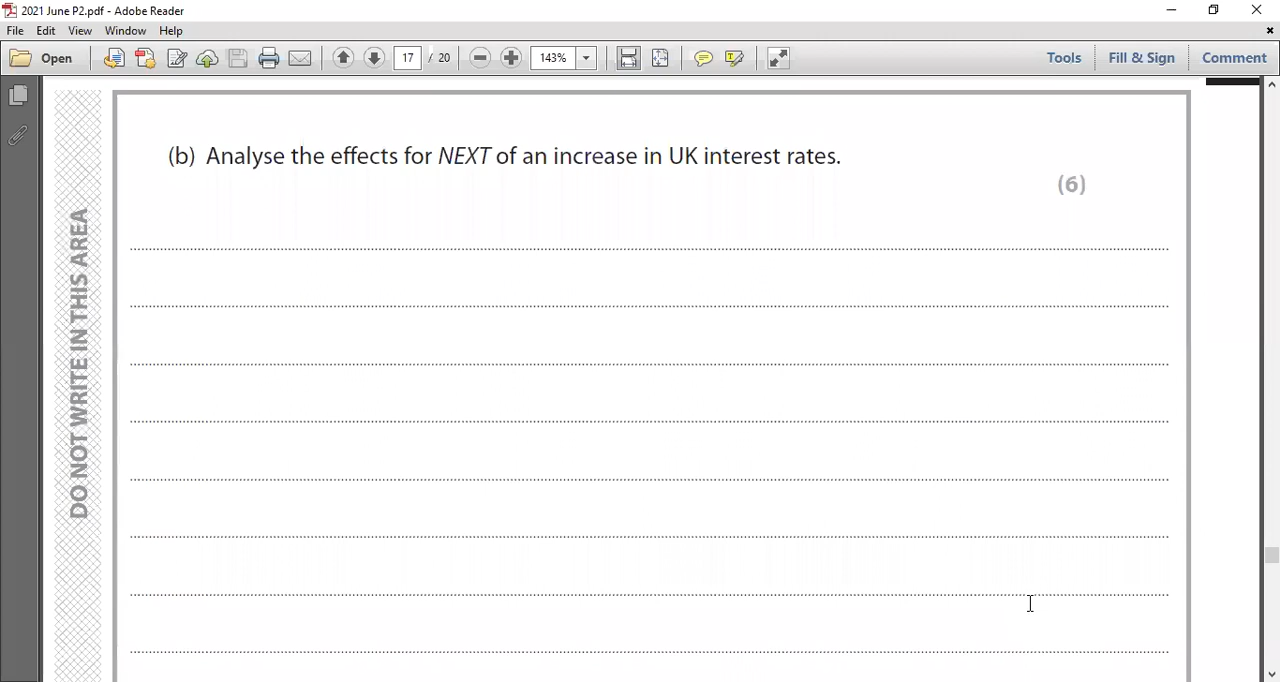 2021 June P2.pdf - Adobe Reader
File Edit View Window Help
Open 17 / 20 143% Tools Fill & Sign Comment
(b) Analyse the effects for NEXT of an increase in UK interest rates.
(6)
DO NOT WRITE IN THIS AREA